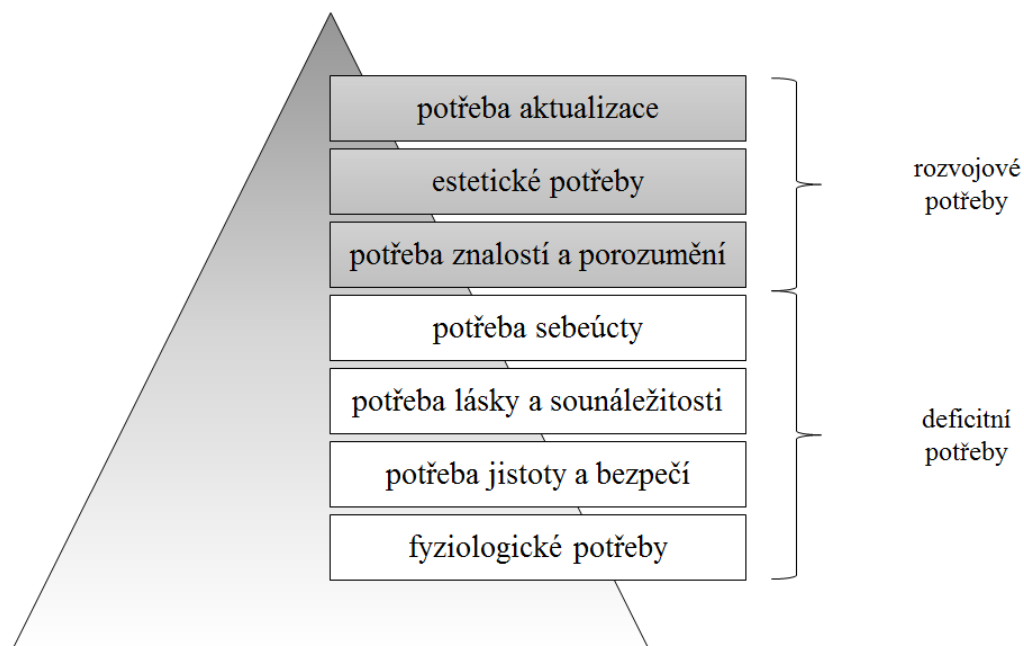 potřeba aktualizace
estetické potřeby
potřeba znalostí a porozumění
rozvojové
potřeby
potřeba sebeúcty
potřeba lásky a sounáležitosti
potřeba jistoty a bezpečí
fyziologické potřeby
deficitní
potřeby